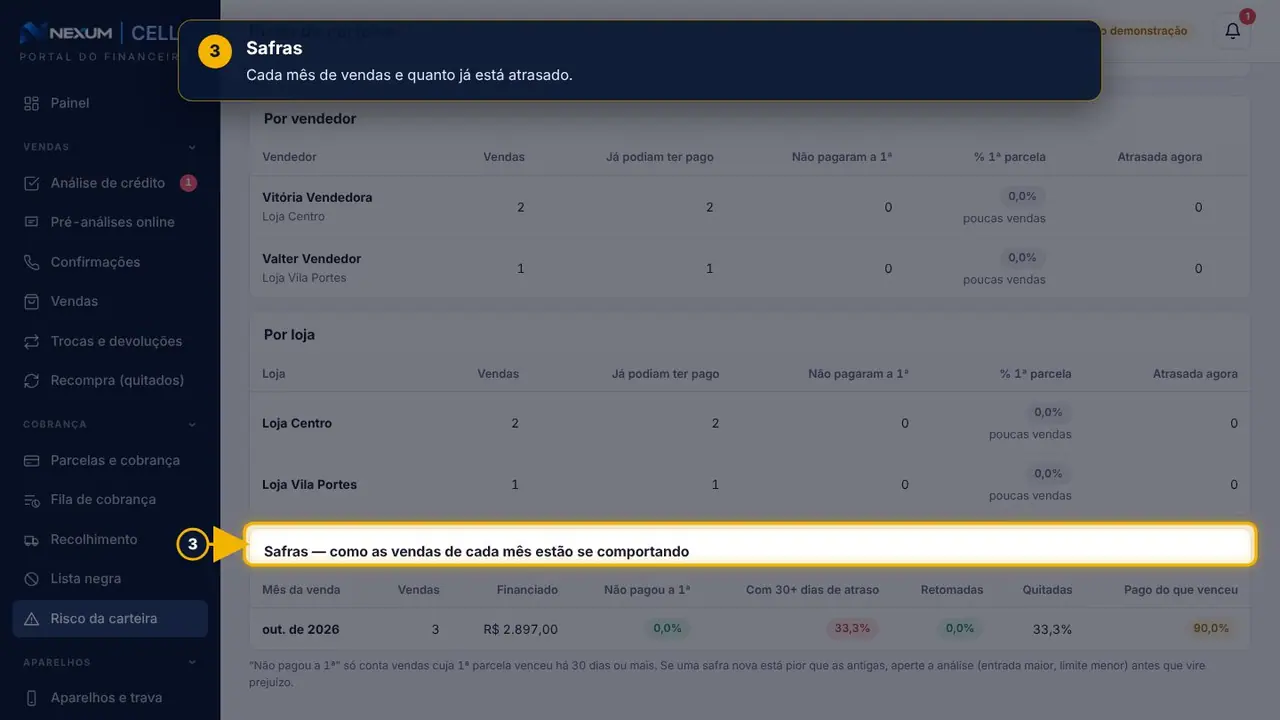 NEXUM | CELL
PORTAL DO FINANCEIR
3
Safras
Cada mês de vendas e quanto já está atrasado.
o demonstração
1
Painel
VENDAS
Análise de crédito 1
Pré-análises online
Confirmações
Vendas
Trocas e devoluções
Recompra (quitados)
COBRANÇA
Parcelas e cobrança
Fila de cobrança
Recolhimento
Lista negra
Risco da carteira
APARELHOS
Aparelhos e trava
Por vendedor
Vendedor Vendas Já podiam ter pago Não pagaram a 1ª % 1ª parcela Atrasada agora
Vitória Vendedora 2 2 0 0,0% 0
Loja Centro poucas vendas
Valter Vendedor 1 1 0 0,0% 0
Loja Vila Portes poucas vendas
Por loja
Loja Vendas Já podiam ter pago Não pagaram a 1ª % 1ª parcela Atrasada agora
Loja Centro 2 2 0 0,0% 0
poucas vendas
Loja Vila Portes 1 1 0 0,0% 0
poucas vendas
3
Safras — como as vendas de cada mês estão se comportando
Mês da venda Vendas Financiado Não pagou a 1ª Com 30+ dias de atraso Retomadas Quitadas Pago do que venceu
out. de 2026 3 R$ 2.897,00 0,0% 33,3% 0,0% 33,3% 90,0%
"Não pagou a 1ª" só conta vendas cuja 1ª parcela venceu há 30 dias ou mais. Se uma safra nova está pior que as antigas, aperte a análise (entrada maior, limite menor) antes que vire
prejuízo.